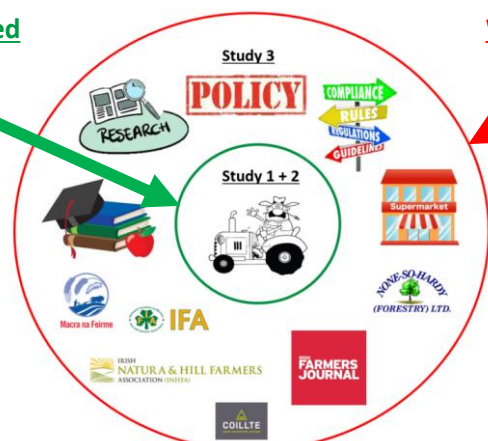 ed
Study 3
RESEARCH
POLICY
COMPLIANCE
RULES
REGULATIONS
GUIDELINES
Study 1 + 2
Supermarket
Macra na Feirme
IFA
NONE-SO-HARDY
(FORESTRY) LTD.
IRISH
NATURA & HILL FARMERS
ASSOCIATION (INHFA)
FARMERS
JOURNAL
COILLTE